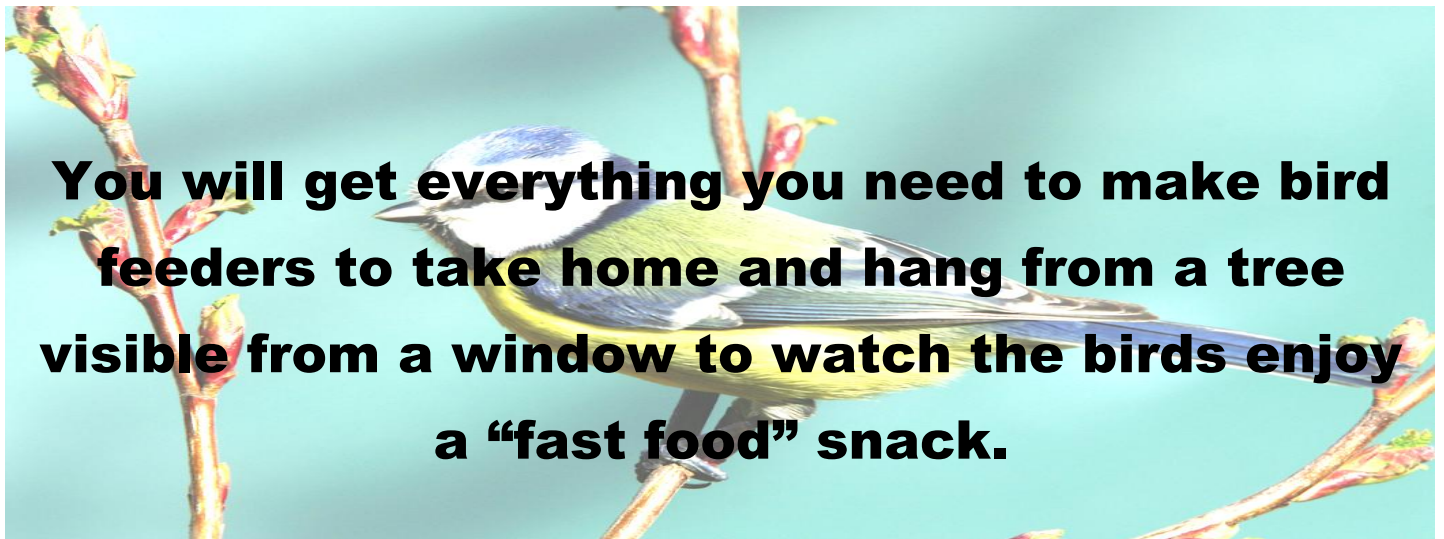 You will get everything you need to make bird
feeders to take home and hang from a tree
visible from a window to watch the birds enjoy
a “fast food” snack.